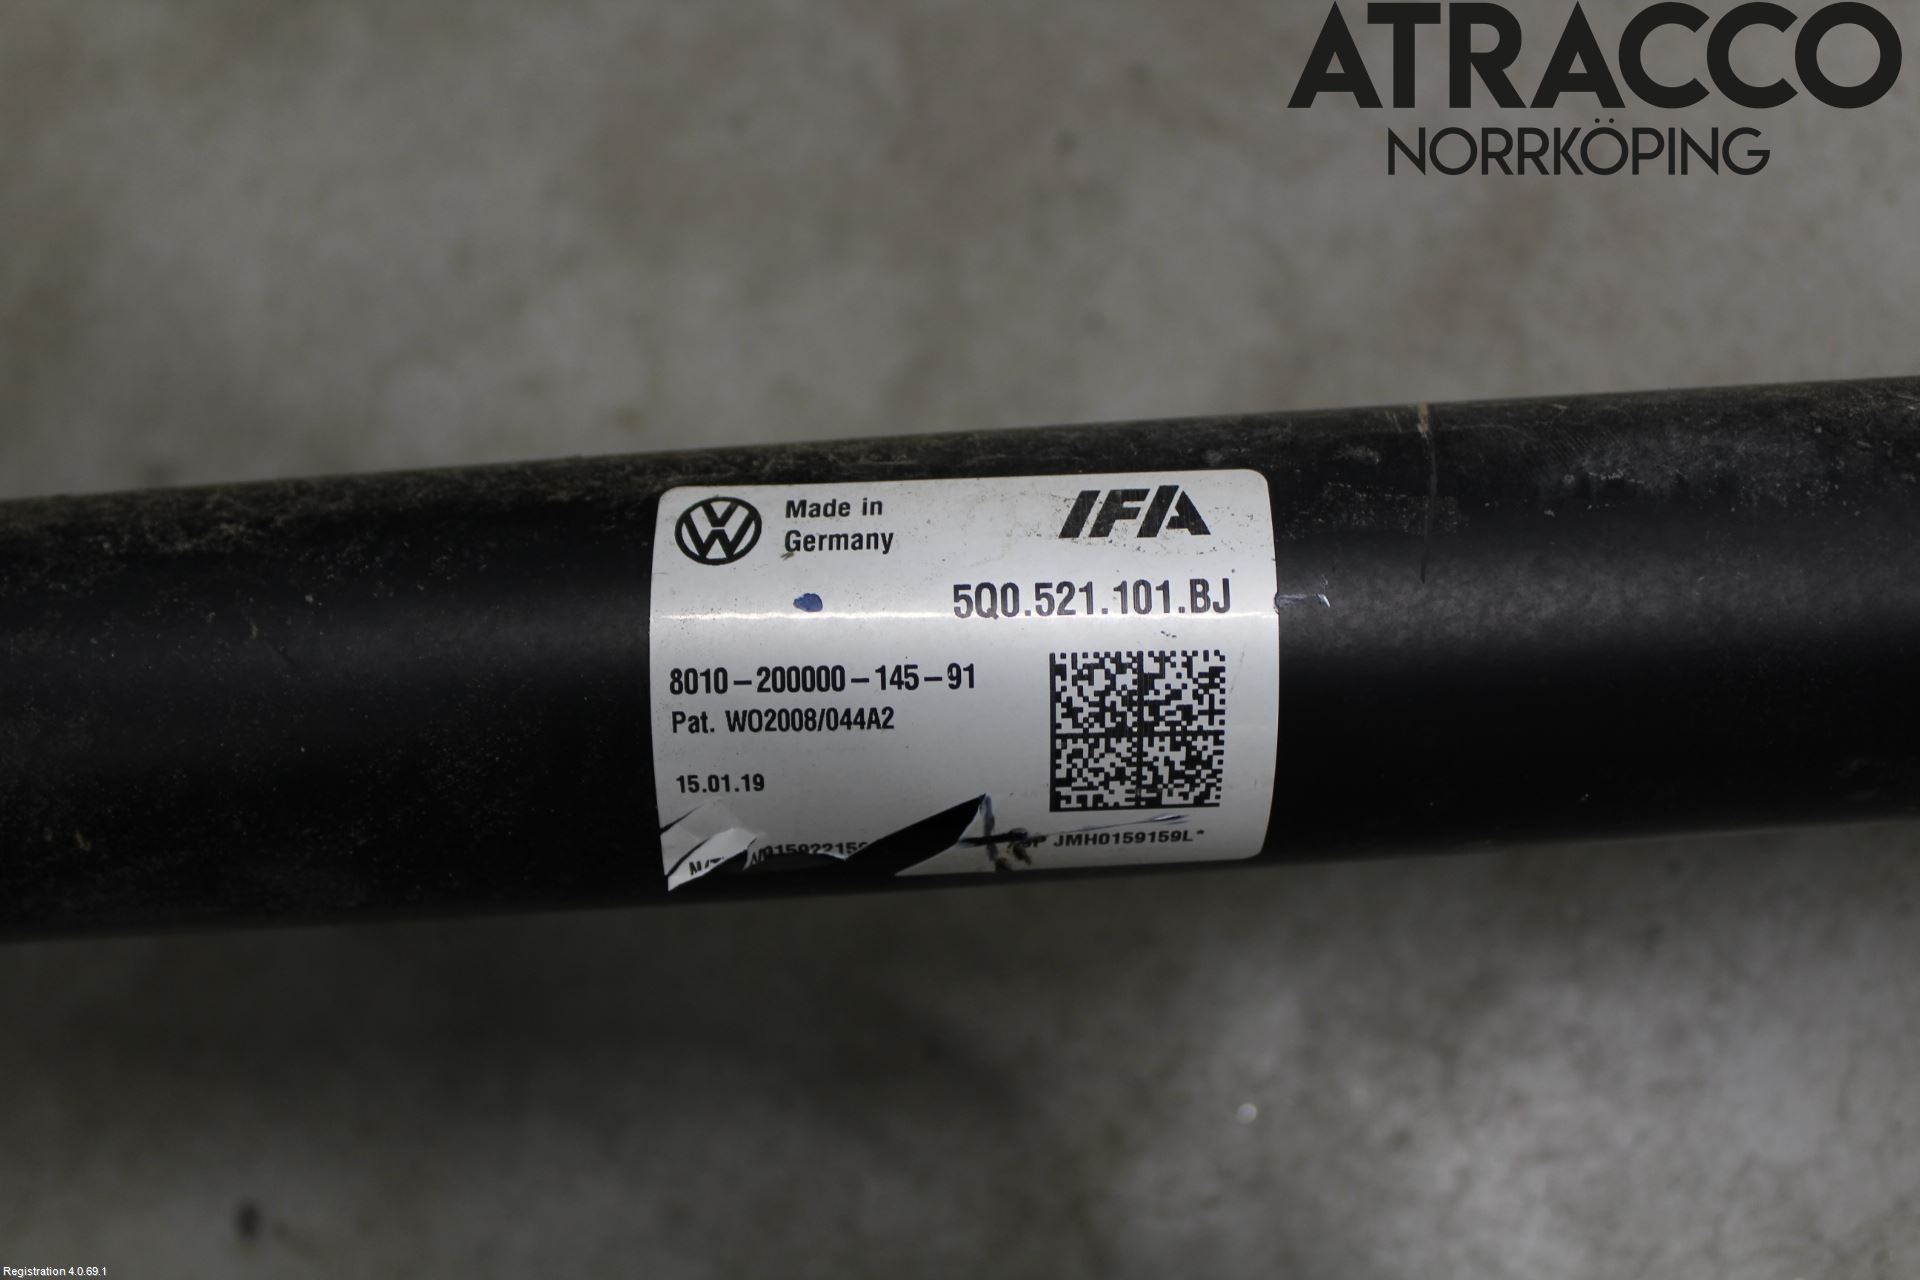 ATRACCO
NORRKÖPING
Made in
Germany
IFA
5Q0.521.101.BJ
8010-200000-145-91
Pat. WO2008/044A2
15.01.19
JMH0159159L*
Registration 4.0.69.1